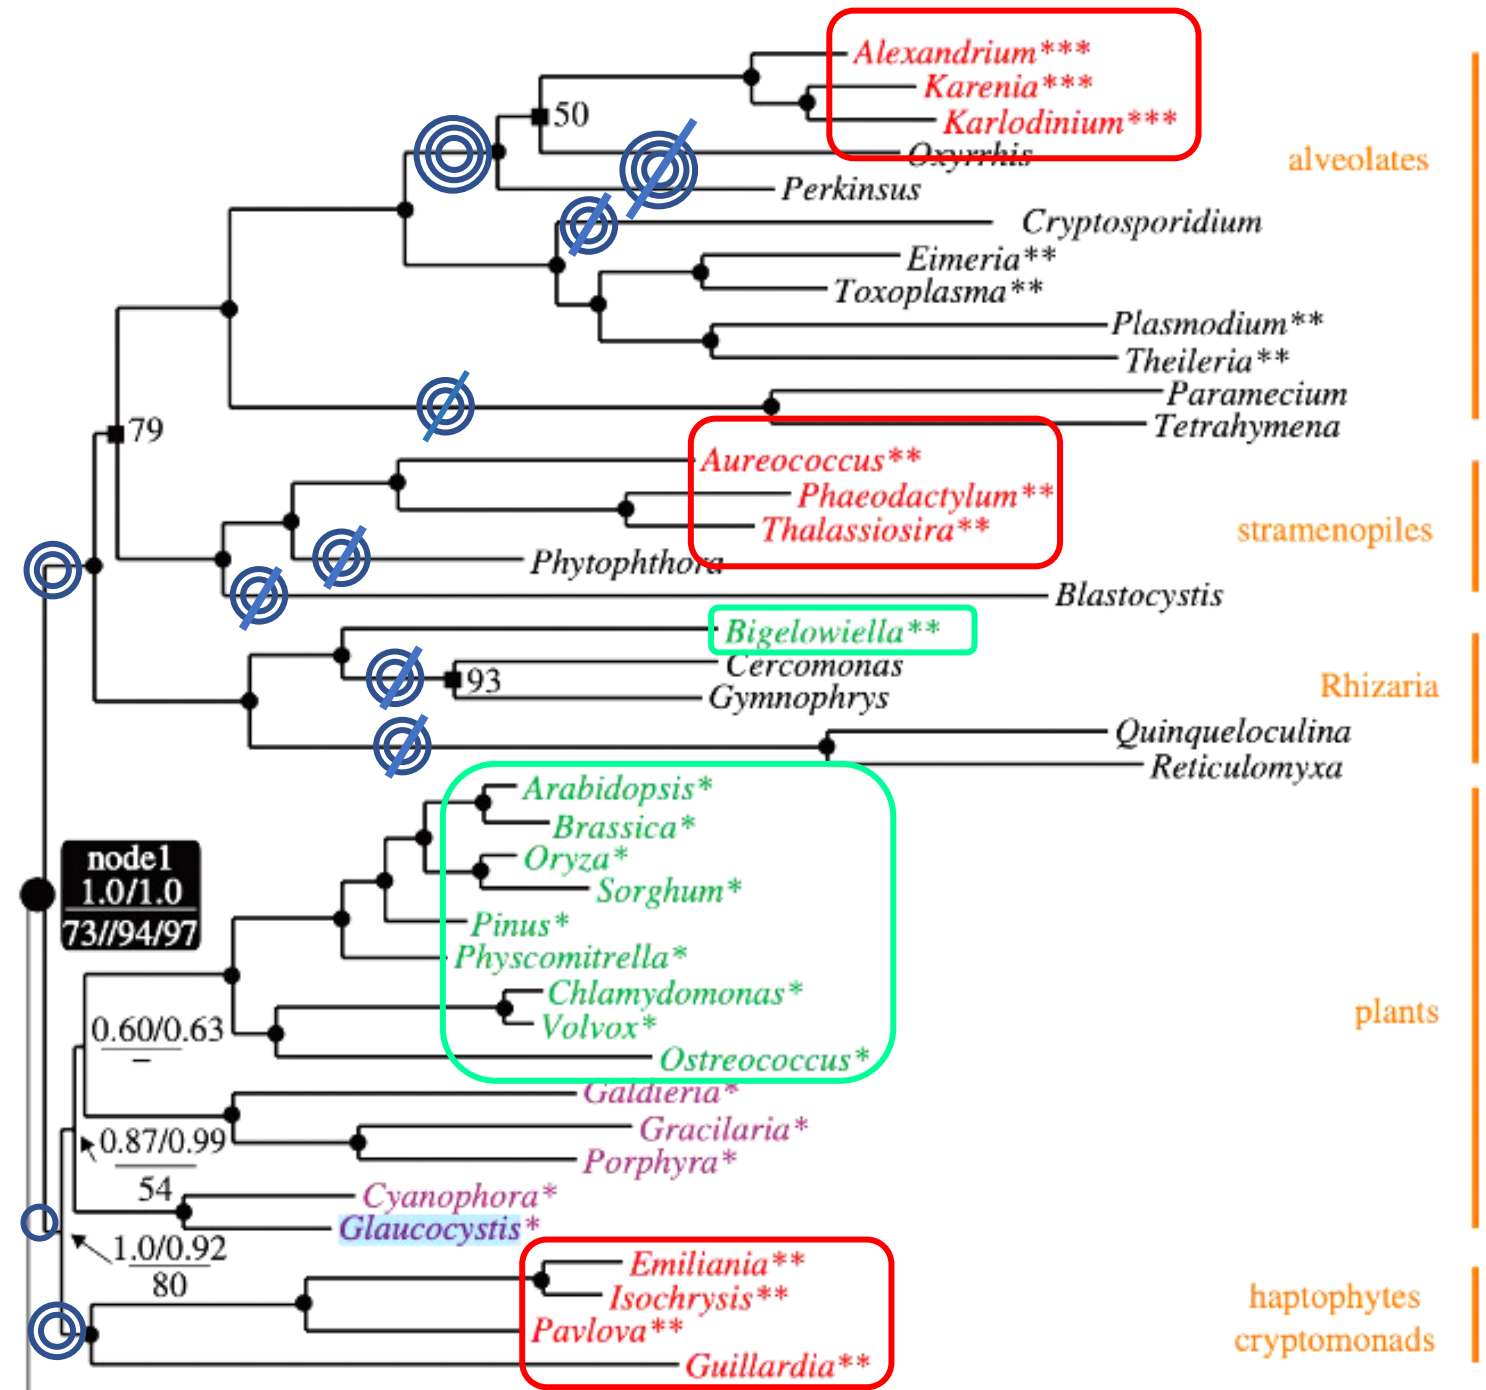 Alexandrium***
Karenia***
50
Karlodinium***
Oxyrrhis
alveolates
Perkinsus
Cryptosporidium
Eimeria**
Toxoplasma**
Plasmodium**
Theileria**
Paramecium
79
Tetrahymena
Aureococcus**
Phaeodactylum**
Thalassiosira**
stramenopiles
Phytophthora
Blastocystis
Bigelowiella**
Cercomonas
93
Rhizaria
Gymnophrys
Quinqueloculina
Reticulomyxa
Arabidopsis*
Brassica*
node1
Oryza*
1.0/1.0
Sorghum*
73//94/97
Pinus*
Physcomitrella*
Chlamydomonas*
plants
0.60/0.63
Volvox*
–
Ostreococcus*
Galdieria*
Gracilaria*
0.87/0.99
Porphyra*
54
Cyanophora*
Glaucocystis*
1.0/0.92
Emiliania**
80
Isochrysis**
haptophytes
Pavlova**
cryptomonads
Guillardia**